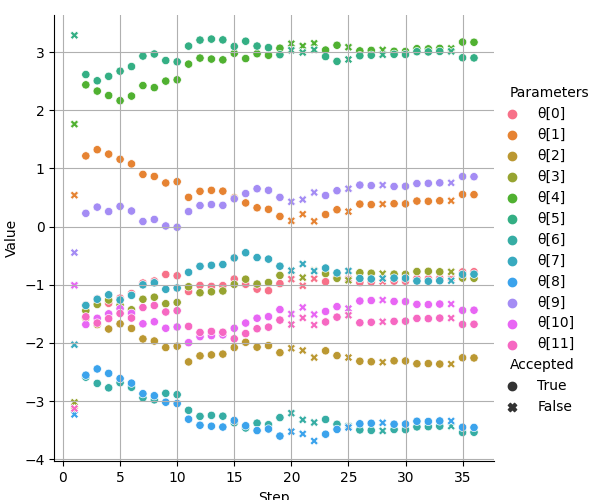 3
2
1
0
−1
−2
−3
−4
Value
0
5
10
15
20
25
30
35
Step
Parameters
θ[0]
θ[1]
θ[2]
θ[3]
θ[4]
θ[5]
θ[6]
θ[7]
θ[8]
θ[9]
θ[10]
θ[11]
Accepted
True
False